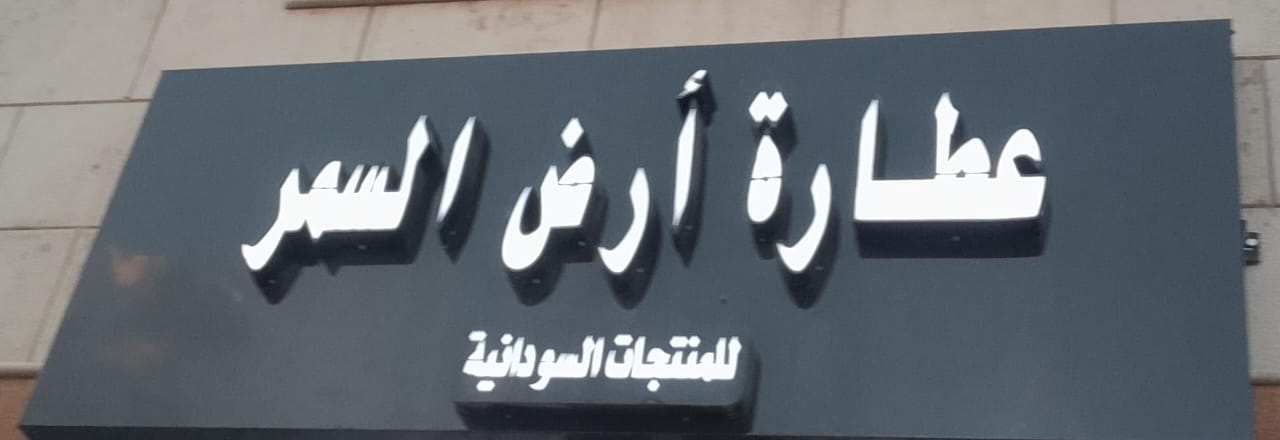 عطارة أرض السمر
للمنتجات السودانية